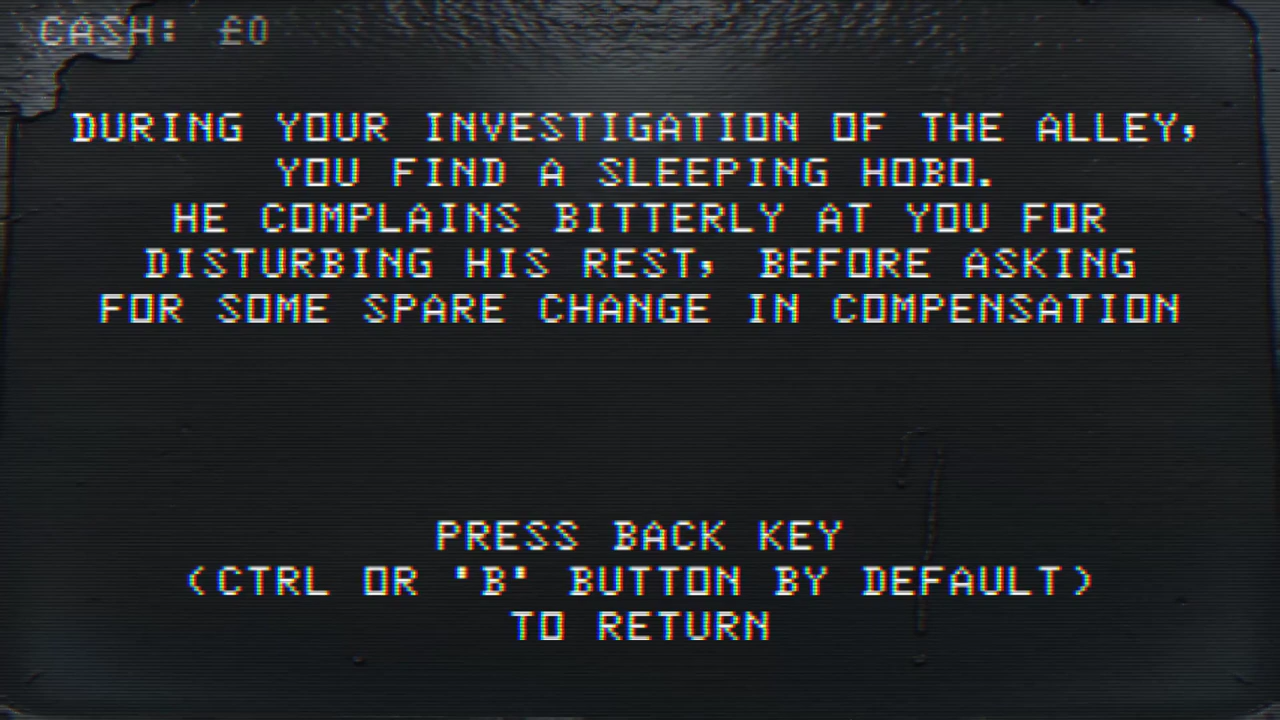 CASH: £0
DURING YOUR INVESTIGATION OF THE ALLEY,
YOU FIND A SLEEPING HOBO.
HE COMPLAINS BITTERLY AT YOU FOR
DISTURBING HIS REST, BEFORE ASKING
FOR SOME SPARE CHANGE IN COMPENSATION
PRESS BACK KEY
(CTRL OR 'B' BUTTON BY DEFAULT)
TO RETURN